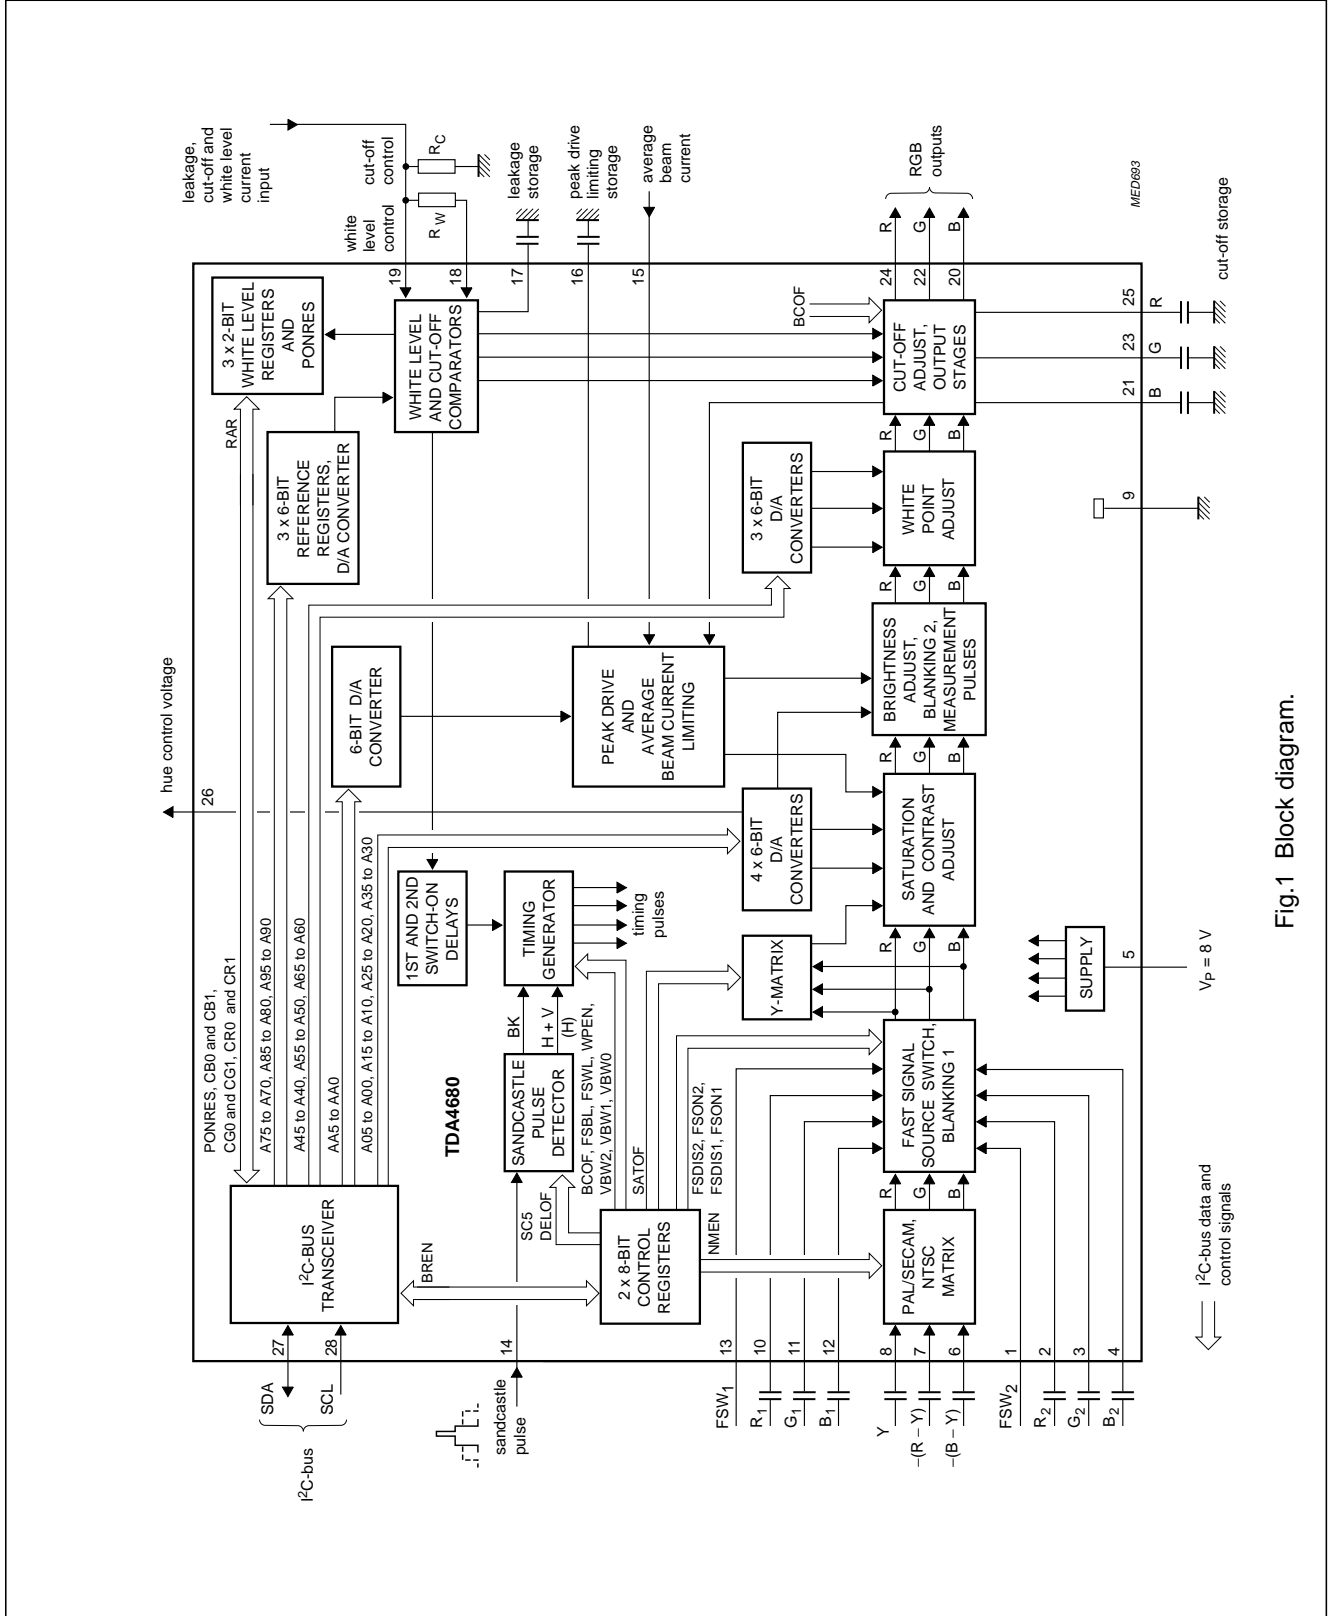 I2C-bus
SDA
SCL
27
28
I2C-BUS
TRANSCEIVER
PONRES, CB0 and CB1,
CG0 and CG1, CR0 and CR1
A75 to A70, A85 to A80, A95 to A90
A45 to A40, A55 to A50, A65 to A60
AA5 to AA0
A05 to A00, A15 to A10, A25 to A20, A35 to A30
RAR
26
hue control voltage
3 x 2-BIT
WHITE LEVEL
REGISTERS
AND
PONRES
3 x 6-BIT
REFERENCE
REGISTERS,
D/A CONVERTER
6-BIT D/A
CONVERTER
WHITE LEVEL
AND CUT-OFF
COMPARATORS
leakage,
cut-off and
white level
current
input
white
level
control
cut-off
control
RW
RC
19
18
17
leakage
storage
16
peak drive
limiting
storage
15
average
beam
current
TDA4680
BREN
1ST AND 2ND
SWITCH-ON
DELAYS
sandcastle
pulse
14
SC5
DELOF
SANDCASTLE
PULSE
DETECTOR
BK
H + V
(H)
TIMING
GENERATOR
timing
pulses
PEAK DRIVE
AND
AVERAGE
BEAM CURRENT
LIMITING
2 x 8-BIT
CONTROL
REGISTERS
BCOF, FSBL, FSWL, WPEN,
VBW2, VBW1, VBW0
SATOF
FSDIS2, FSON2,
FSDIS1, FSON1
NMEN
Y-MATRIX
4 x 6-BIT
D/A
CONVERTERS
3 x 6-BIT
D/A
CONVERTERS
BCOF
FSW1
13
R1
10
G1
11
B1
12
Y
8
−(R − Y)
7
−(B − Y)
6
FSW2
1
R2
2
G2
3
B2
4
PAL/SECAM,
NTSC
MATRIX
R
G
B
FAST SIGNAL
SOURCE SWITCH,
BLANKING 1
R
G
B
SATURATION
AND CONTRAST
ADJUST
R
G
B
BRIGHTNESS
ADJUST,
BLANKING 2,
MEASUREMENT
PULSES
R
G
B
WHITE
POINT
ADJUST
R
G
B
CUT-OFF
ADJUST,
OUTPUT
STAGES
24
22
20
R
G
B
RGB
outputs
SUPPLY
5
VP = 8 V
9
21
23
25
B
G
R
cut-off storage
MED693
I2C-bus data and
control signals
Fig.1 Block diagram.